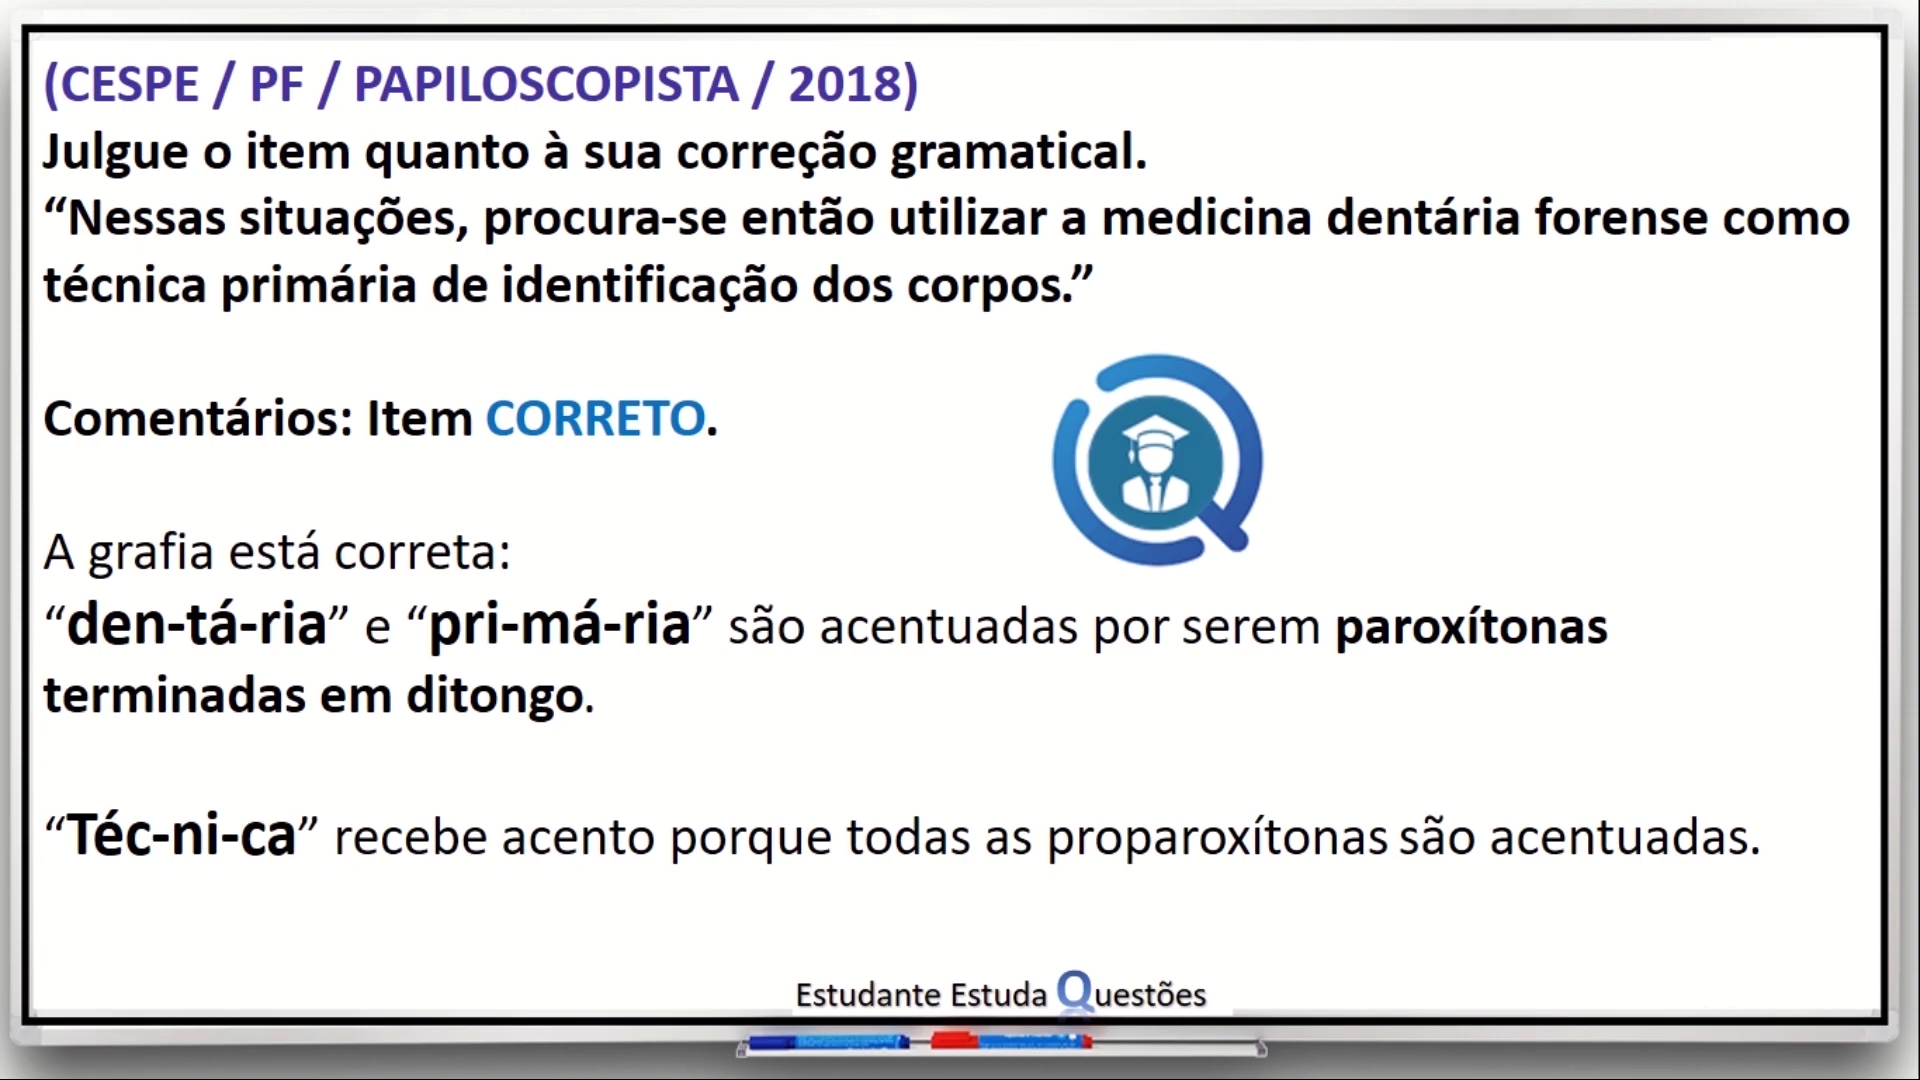 (CESPE / PF / PAPILOSCOPISTA / 2018)
Julgue o item quanto à sua correção gramatical.
“Nessas situações, procura-se então utilizar a medicina dentária forense como
técnica primária de identificação dos corpos.”
Comentários: Item CORRETO.
A grafia está correta:
“den-tá-ria” e “pri-má-ria” são acentuadas por serem paroxítonas
terminadas em ditongo.
“Téc-ni-ca” recebe acento porque todas as proparoxítonas são acentuadas.
Estudante Estuda Questões